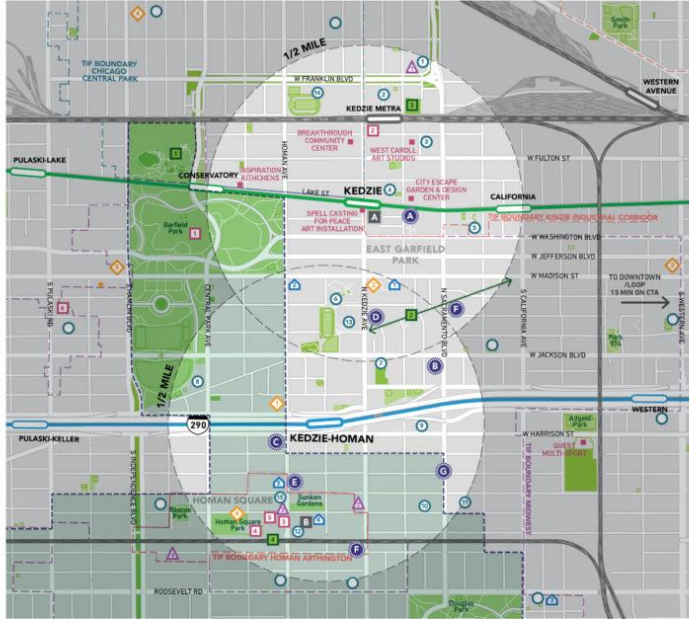 TIF BOUNDARY
CHICAGO
CENTRAL PARK
1/2 MILE
Smith
Park
WESTERN
AVENUE
W FRANKLIN BLVD
KEDZIE METRA
HOMAN AVE
BREAKTHROUGH
COMMUNITY
CENTER
WEST CAROLL
ART STUDIOS
W FULTON ST
PULASKI-LAKE
CONSERVATORY
INSPIRATION
KITHCHENS
LAKE ST
KEDZIE
CITY ESCAPE
GARDEN & DESIGN
CENTER
CALIFORNIA
SPELL CASTING
FOR PEACE
ART INSTALLATION
A
A
TIF BOUNDARY KINZIE INDUSTRIAL CORRIDOR
Garfield
Park
EAST GARFIELD
PARK
W WASHINGTON BLVD
W JEFFERSON BLVD
W MADISON ST
TO DOWNTOWN
/LOOP
15 MIN ON CTA
S PULASKI RD
S HAMLIN BLVD
CENTRAL PARK AVE
N KEDZIE AVE
N SACRAMENTO BLVD
S CALIFORNIA AVE
S WESTERN AVE
D
F
Park
W JACKSON BLVD
B
1/2 MILE
290
PULASKI-KELLER
KEDZIE-HOMAN
WESTERN
Altgeld
Park
W HARRISON ST
QUEST
MULTI-SPORT
C
G
E
S INDEPENDENCE BLVD
TIF BOUNDARY MIDWEST
HOMAN SQUARE
Sunken
Gardens
Homan Square
Park
B
F
TIF BOUNDARY HOMAN ARTHINGTON
ROOSEVELT RD
Douglas
Park